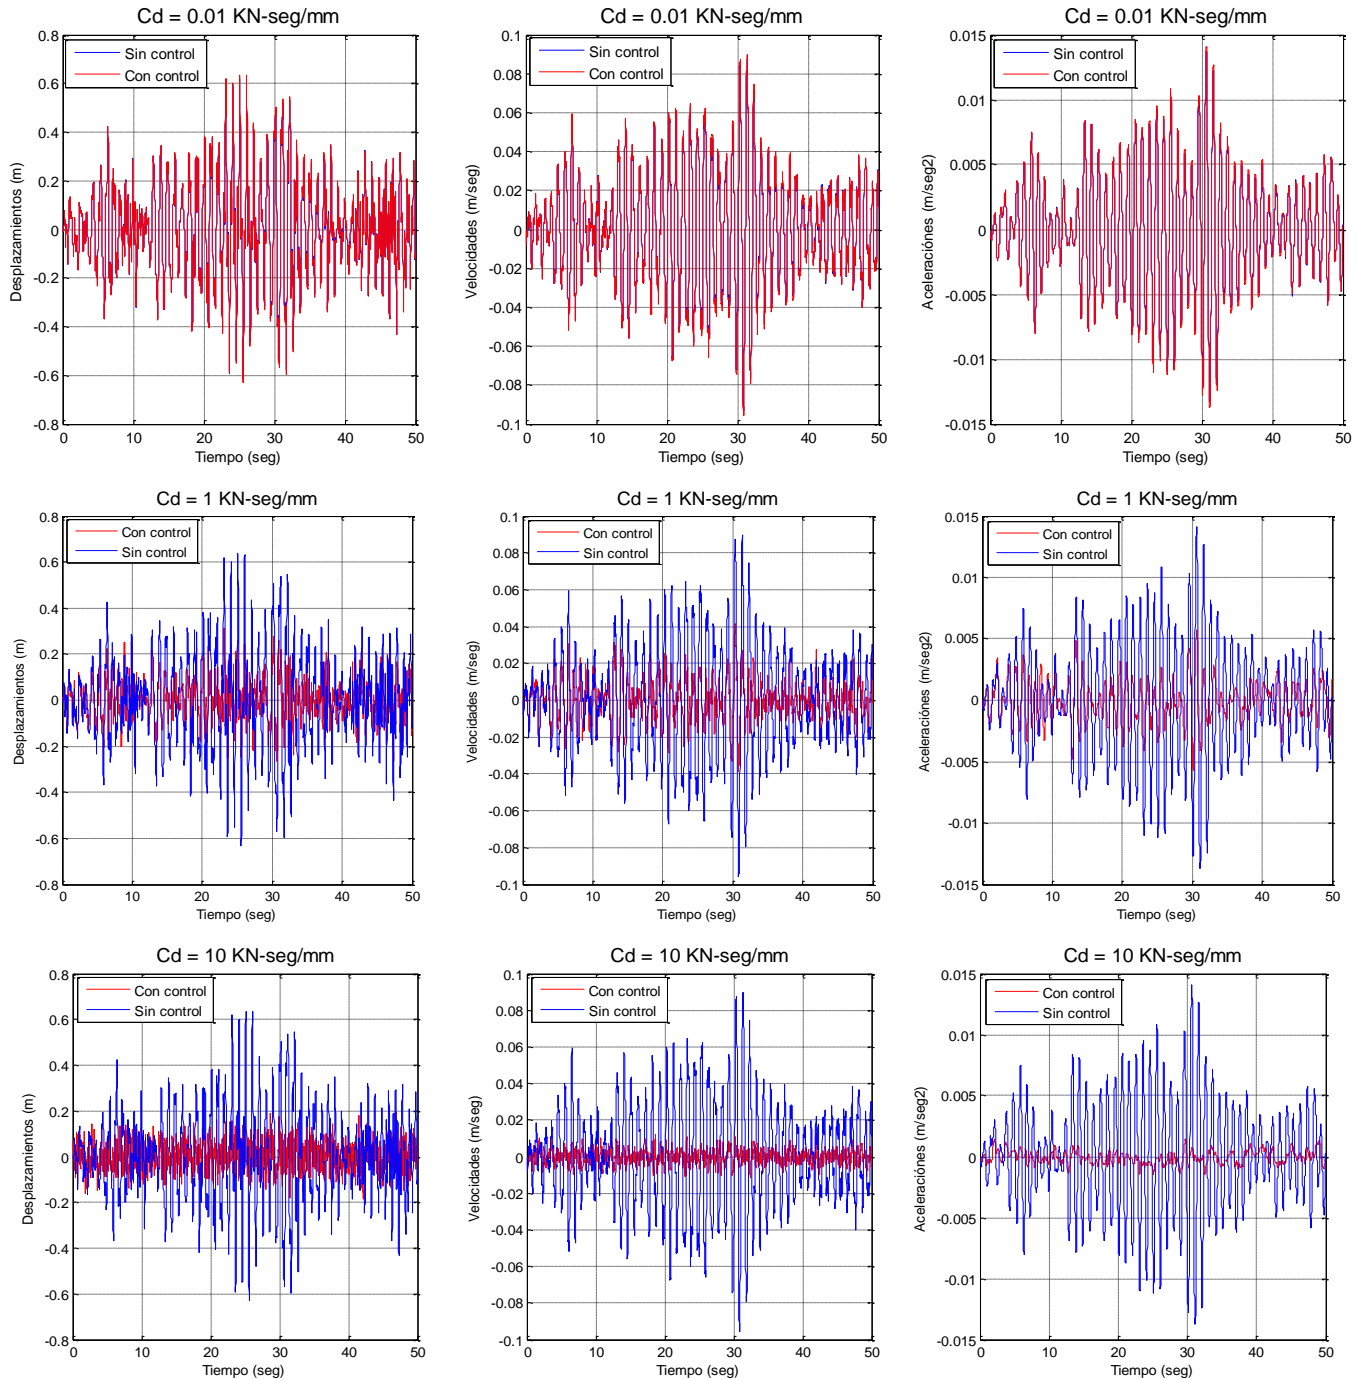 Cd = 0.01 KN-seg/mm
0.8
0.6
0.4
0.2
0
-0.2
-0.4
-0.6
-0.8
Desplazamientos (m)
Sin control
Con control
0 10 20 30 40 50
Tiempo (seg)
Cd = 0.01 KN-seg/mm
0.1
0.08
0.06
0.04
0.02
0
-0.02
-0.04
-0.06
-0.08
-0.1
Velocidades (m/seg)
Sin control
Con control
0 10 20 30 40 50
Tiempo (seg)
Cd = 0.01 KN-seg/mm
0.015
0.01
0.005
0
-0.005
-0.01
-0.015
Aceleraciónes (m/seg2)
Sin control
Con control
0 10 20 30 40 50
Tiempo (seg)
Cd = 1 KN-seg/mm
0.8
0.6
0.4
0.2
0
-0.2
-0.4
-0.6
-0.8
Desplazamientos (m)
Con control
Sin control
0 10 20 30 40 50
Tiempo (seg)
Cd = 1 KN-seg/mm
0.1
0.08
0.06
0.04
0.02
0
-0.02
-0.04
-0.06
-0.08
-0.1
Velocidades (m/seg)
Con control
Sin control
0 10 20 30 40 50
Tiempo (seg)
Cd = 1 KN-seg/mm
0.015
0.01
0.005
0
-0.005
-0.01
-0.015
Aceleraciónes (m/seg2)
Con control
Sin control
0 10 20 30 40 50
Tiempo (seg)
Cd = 10 KN-seg/mm
0.8
0.6
0.4
0.2
0
-0.2
-0.4
-0.6
-0.8
Desplazamientos (m)
Con control
Sin control
0 10 20 30 40 50
Tiempo (seg)
Cd = 10 KN-seg/mm
0.1
0.08
0.06
0.04
0.02
0
-0.02
-0.04
-0.06
-0.08
-0.1
Velocidades (m/seg)
Con control
Sin control
0 10 20 30 40 50
Tiempo (seg)
Cd = 10 KN-seg/mm
0.015
0.01
0.005
0
-0.005
-0.01
-0.015
Aceleraciónes (m/seg2)
Con control
Sin control
0 10 20 30 40 50
Tiempo (seg)